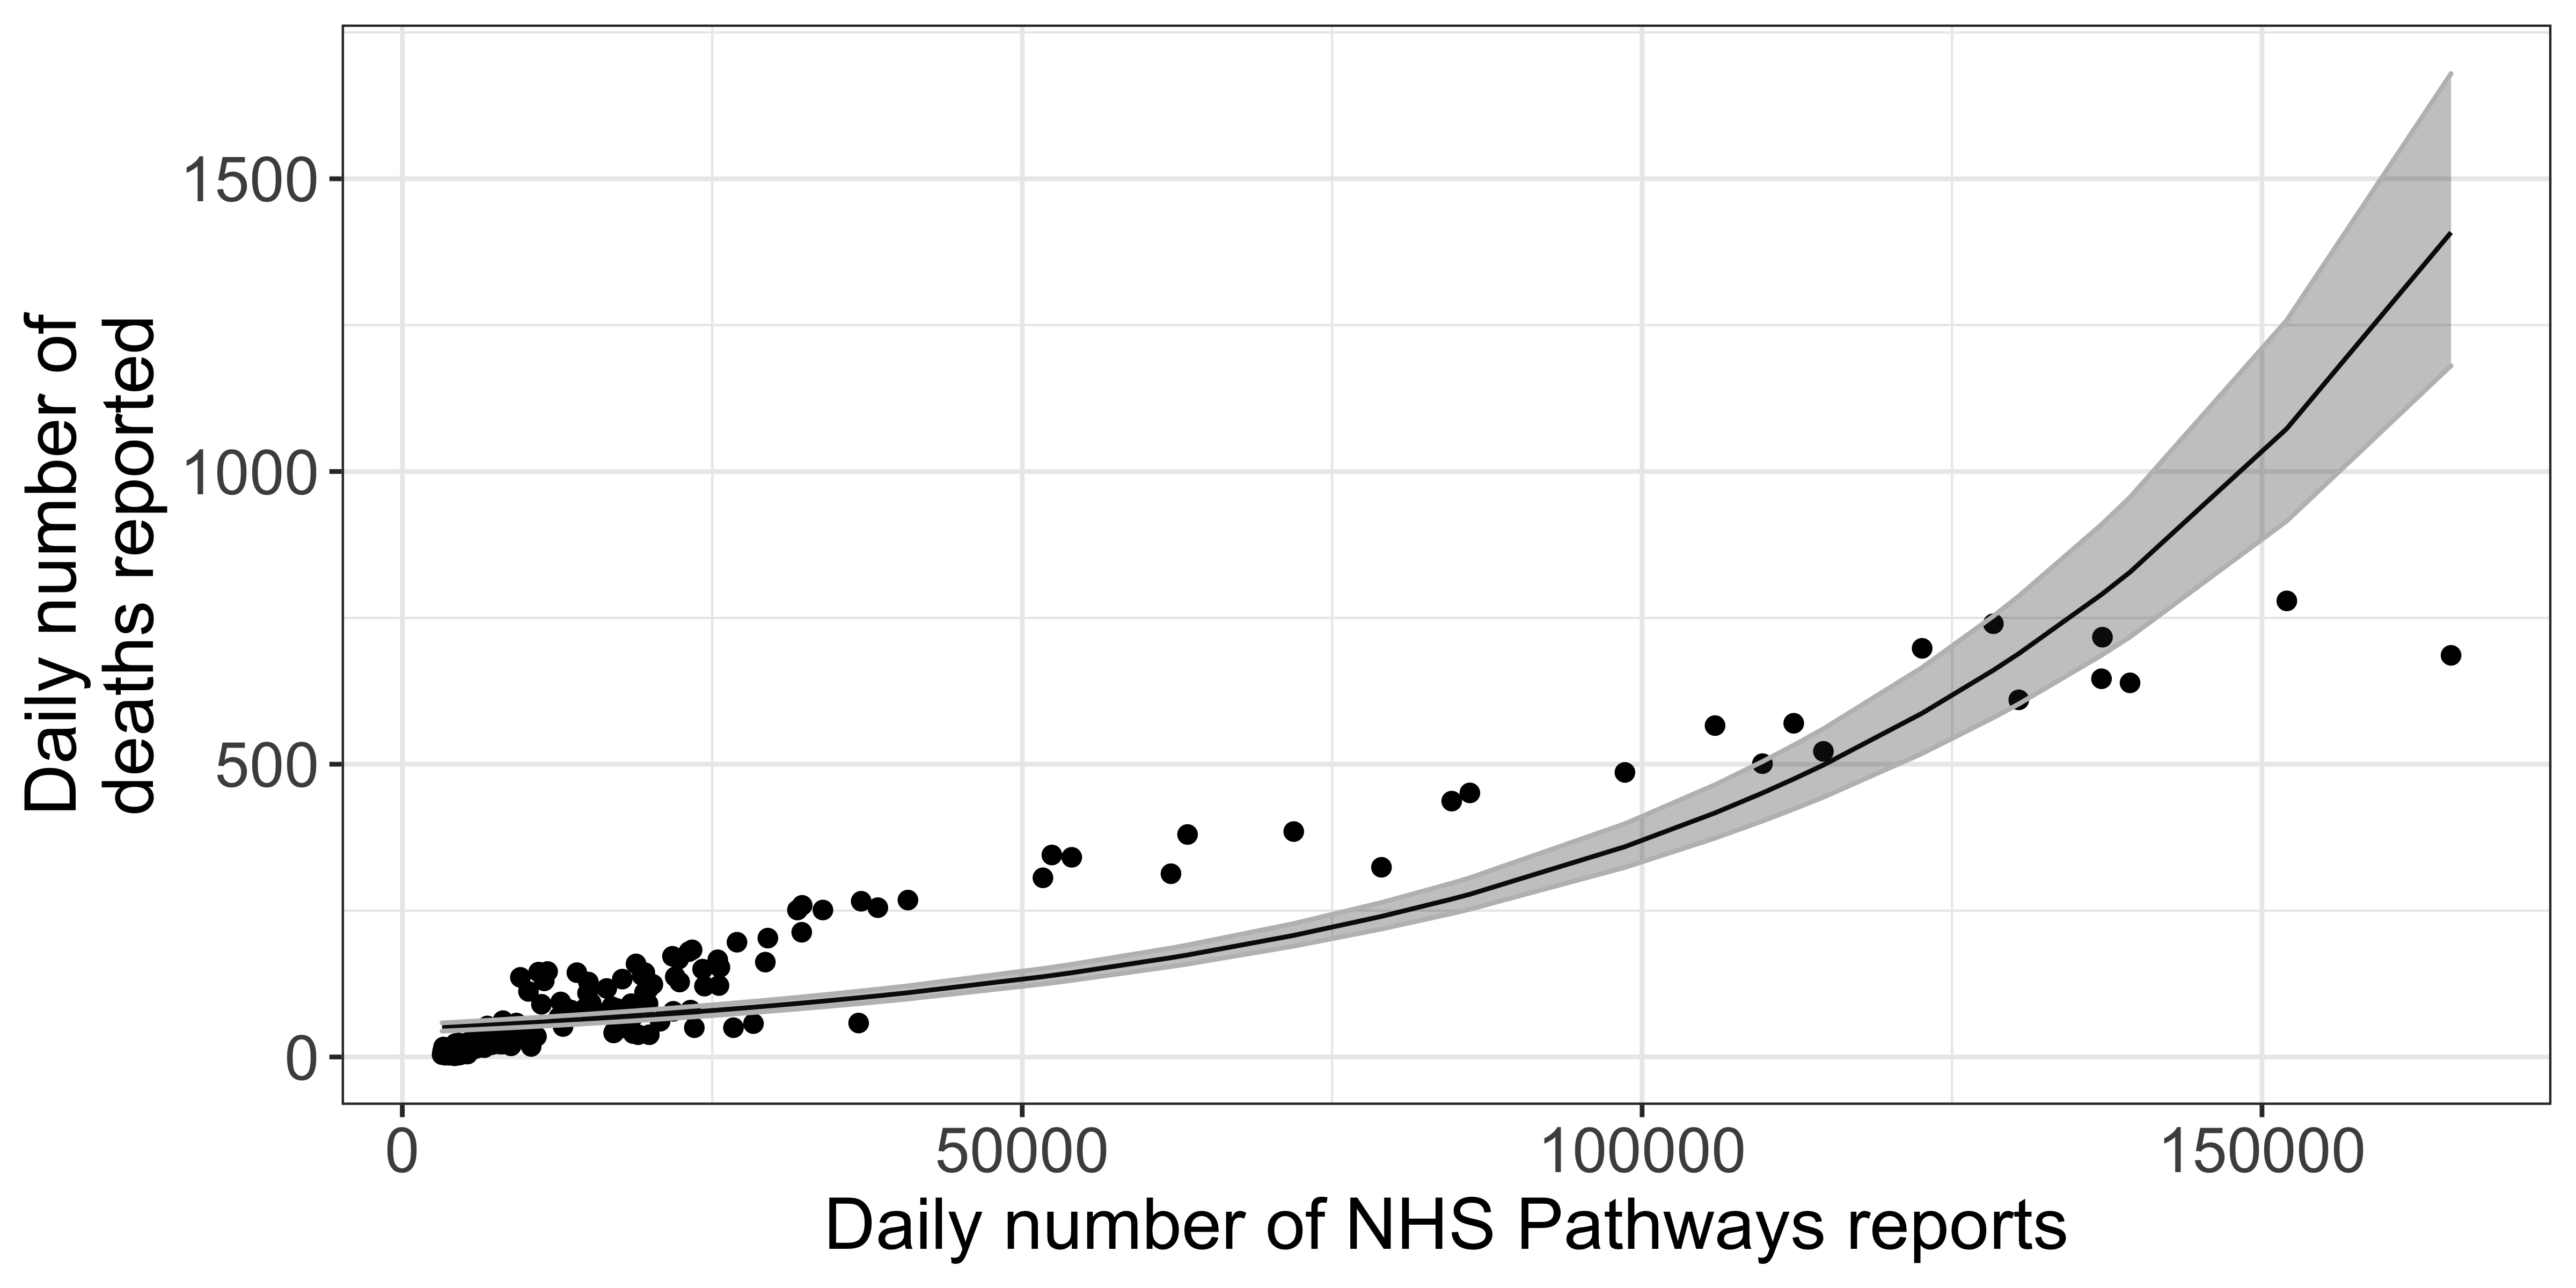 Daily number of
deaths reported
1500
1000
500
0
0 50000 100000 150000
Daily number of NHS Pathways reports